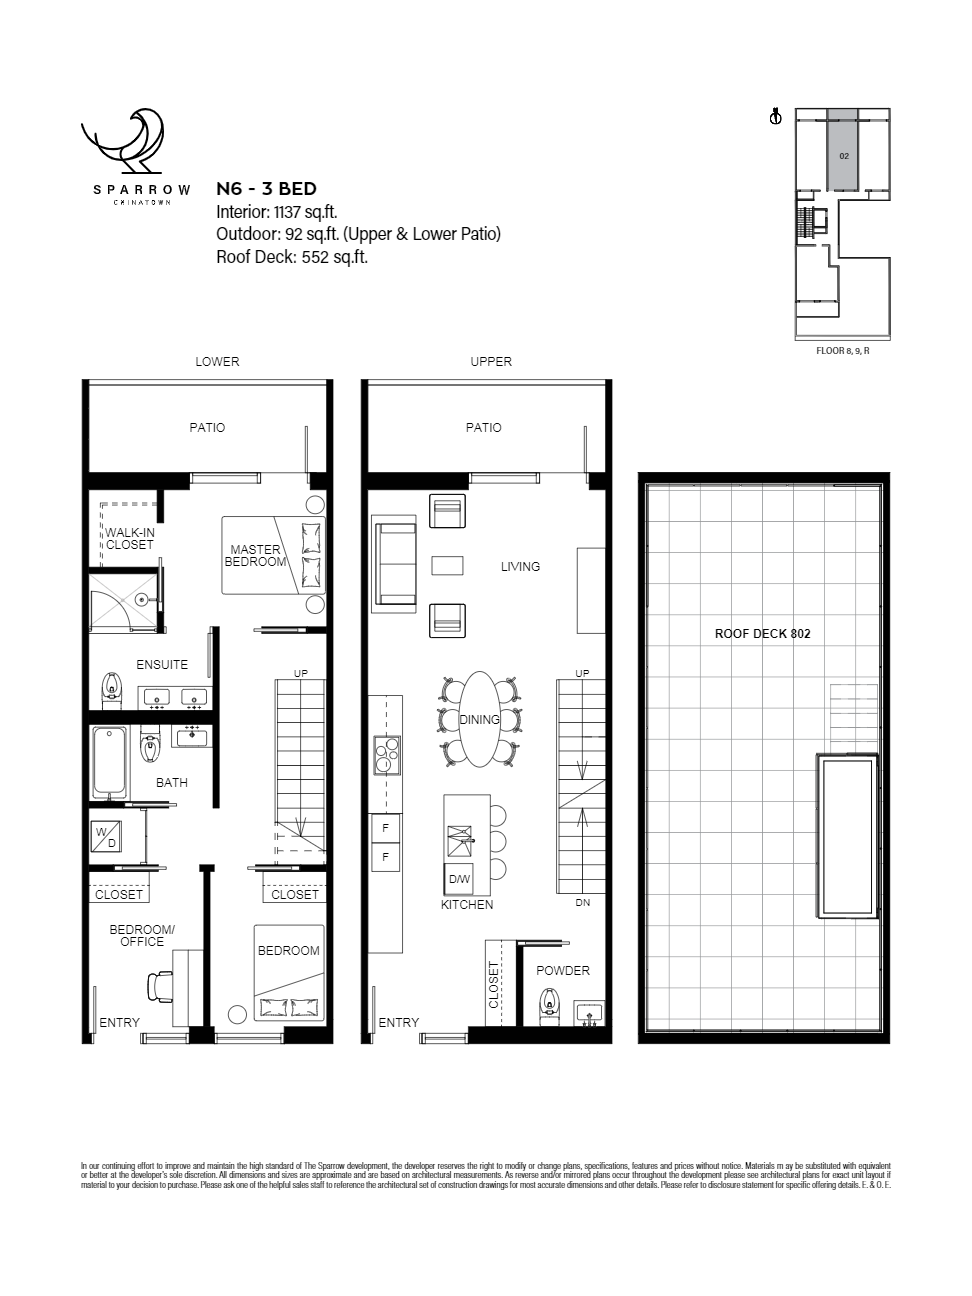 SPARROW
CHINATOWN
N6 - 3 BED
Interior: 1137 sq.ft.
Outdoor: 92 sq.ft. (Upper & Lower Patio)
Roof Deck: 552 sq.ft.
02
FLOOR 8, 9, R
LOWER
PATIO
WALK-IN
CLOSET
MASTER
BEDROOM
ENSUITE
UP
BATH
W
D
CLOSET
CLOSET
BEDROOM/
OFFICE
BEDROOM
ENTRY
UPPER
PATIO
LIVING
UP
DINING
F
F
D/W
KITCHEN
DN
CLOSET
POWDER
ENTRY
ROOF DECK 802
In our continuing effort to improve and maintain the high standard of The Sparrow development, the developer reserves the right to modify or change plans, specifications, features and prices without notice. Materials m ay be substituted with equivalent
or better at the developer's sole discretion. All dimensions and sizes are approximate and are based on architectural measurements. As reverse and/or mirrored plans occur throughout the development please see architectural plans for exact unit layout if
material to your decision to purchase. Please ask one of the helpful sales staff to reference the architectural set of construction drawings for most accurate dimensions and other details. Please refer to disclosure statement for specific offering details. E. & O. E.